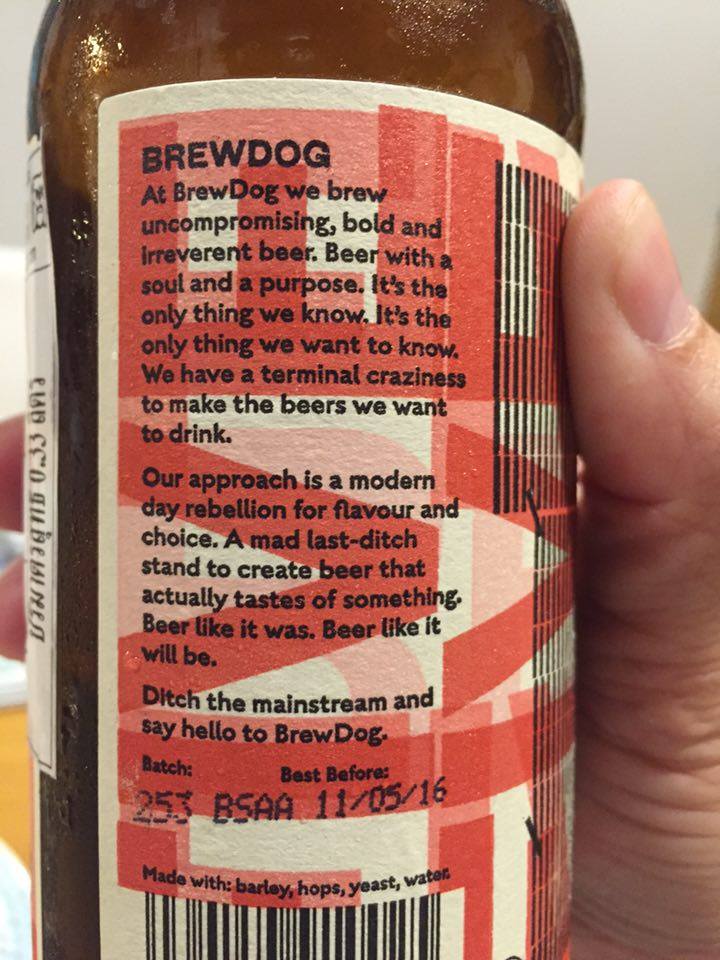 BREWDOG
At BrewDog we brew
uncompromising, bold and
irreverent beer. Beer with a
soul and a purpose. It's the
only thing we know. It's the
only thing we want to know.
We have a terminal craziness
to make the beers we want
to drink.
Our approach is a modern
day rebellion for flavour and
choice. A mad last-ditch
stand to create beer that
actually tastes of something.
Beer like it was. Beer like it
will be.
Ditch the mainstream and
say hello to BrewDog.
Batch: Best Before:
253 BSAA 11/05/16
Made with: barley, hops, yeast, water.